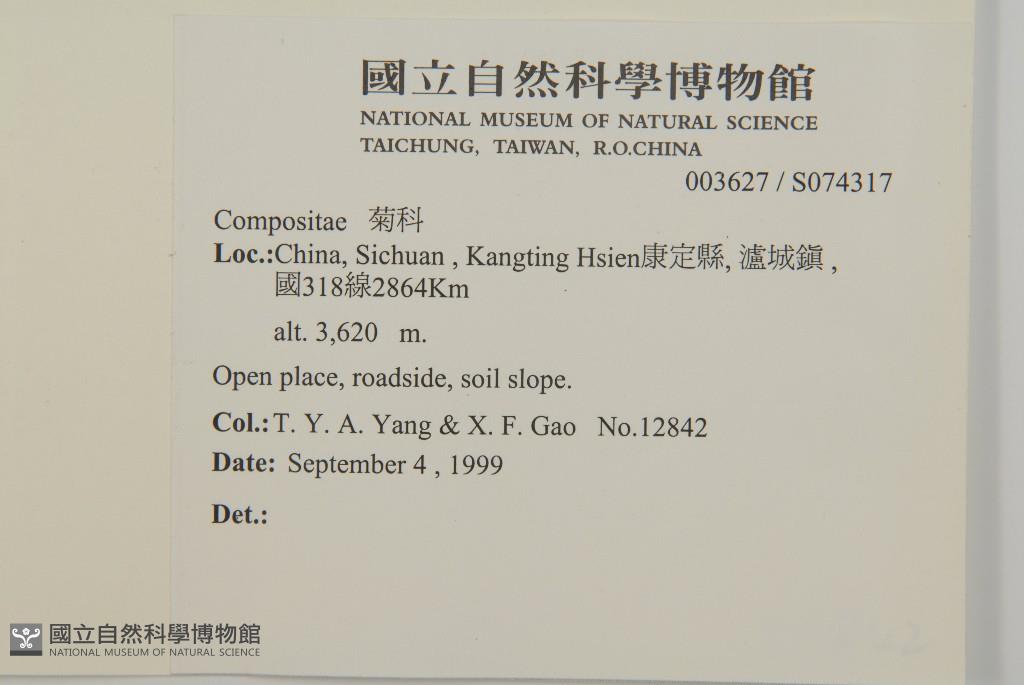 國立自然科學博物館
NATIONAL MUSEUM OF NATURAL SCIENCE
TAICHUNG, TAIWAN, R.O.CHINA
003627 / S074317
Compositae 菊科
Loc.:China, Sichuan , Kangting Hsien康定縣, 瀘城鎮 ,
國318線2864Km
alt. 3,620 m.
Open place, roadside, soil slope.
Col.: T. Y. A. Yang & X. F. Gao No.12842
Date: September 4 , 1999
Det.:
國立自然科學博物館
NATIONAL MUSEUM OF NATURAL SCIENCE